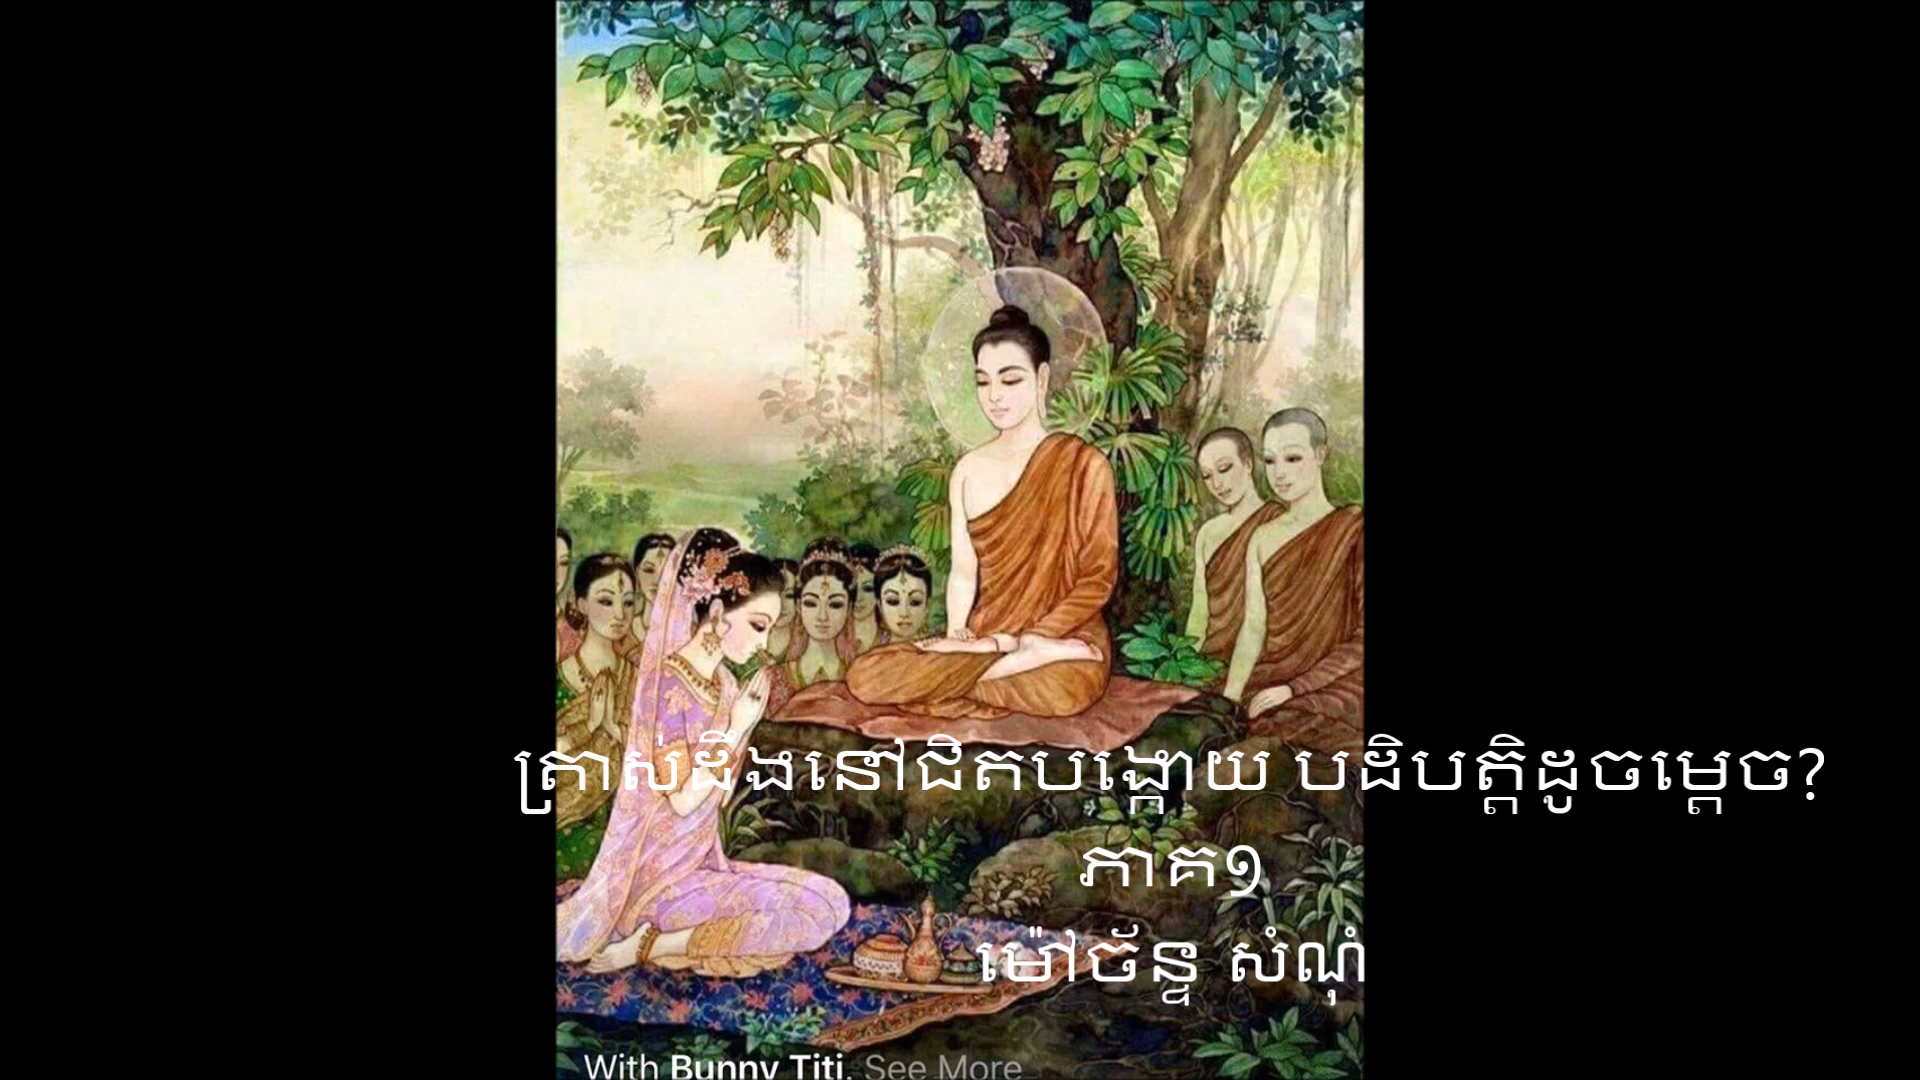 ត្រាស់ដឹងនៅជិតបង្កើយ បដិបត្តិដូចម្ដេច?
ភាគ១
ម៉ៅច័ន្ទ សំណុំ
With Bunny Titi. See More